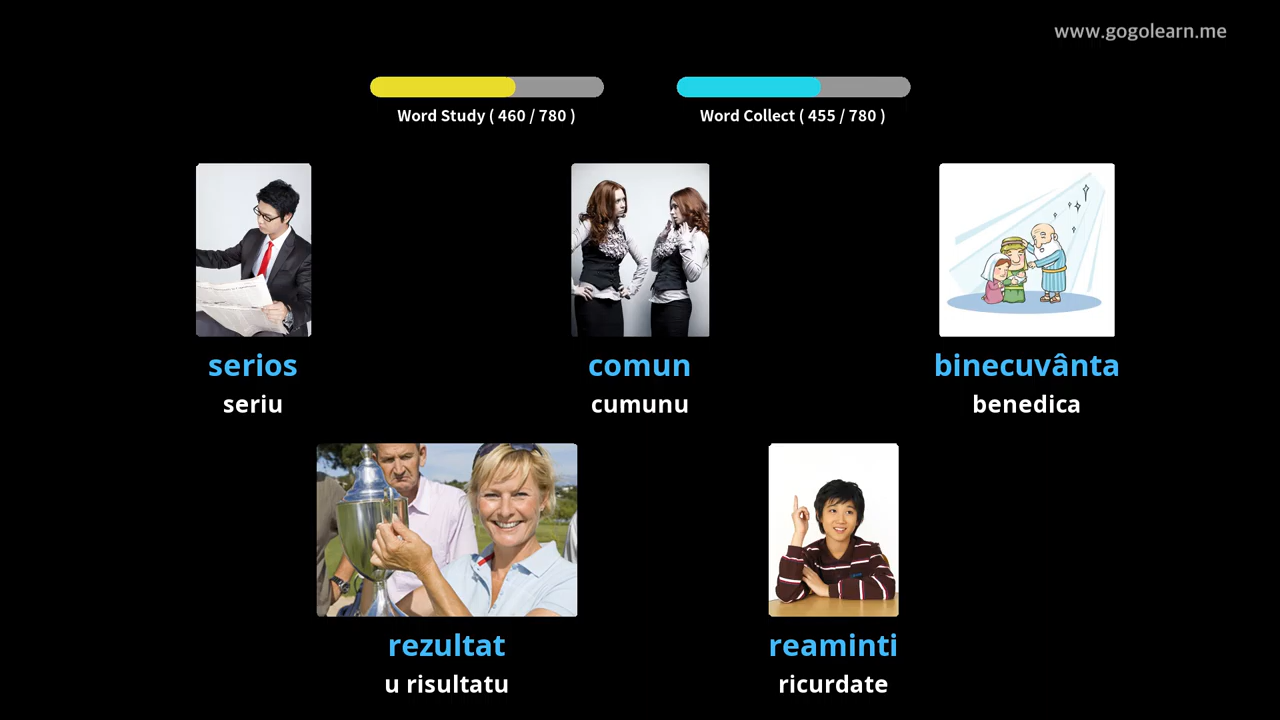 www.gogolearn.me
Word Study ( 460 / 780 )
Word Collect ( 455 / 780 )
serios
seriu
comun
cumunu
binecuvânta
benedica
rezultat
u risultatu
reaminti
ricurdate